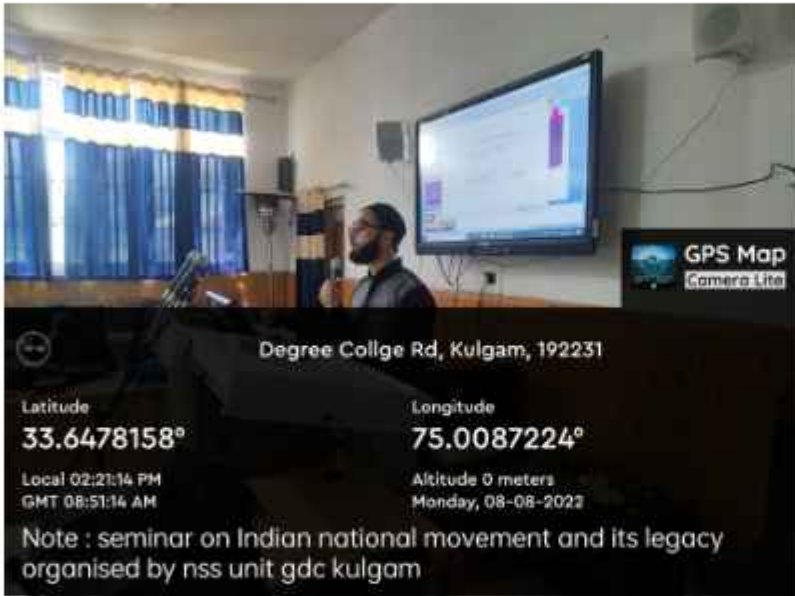 GPS Map
Camera Lite
Degree Collge Rd, Kulgam, 192231
Latitude
33.6478158°
Longitude
75.0087224°
Local 02:21:14 PM
GMT 08:51:14 AM
Altitude 0 meters
Monday, 08-08-2022
Note : seminar on Indian national movement and its legacy
organised by nss unit gdc kulgam